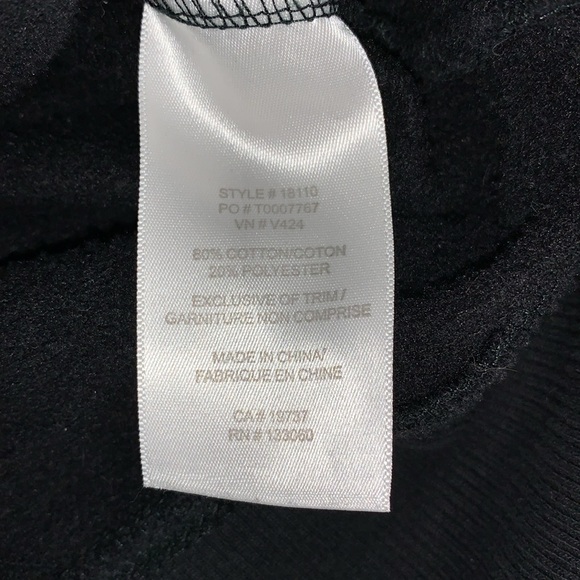 STYLE # 18110
PO # T0007767
VN # V424
80% COTTON/COTON
20% POLYESTER
EXCLUSIVE OF TRIM /
GARNITURE NON COMPRISE
MADE IN CHINA/
FABRIQUE EN CHINE
CA # 19737
RN # 133060